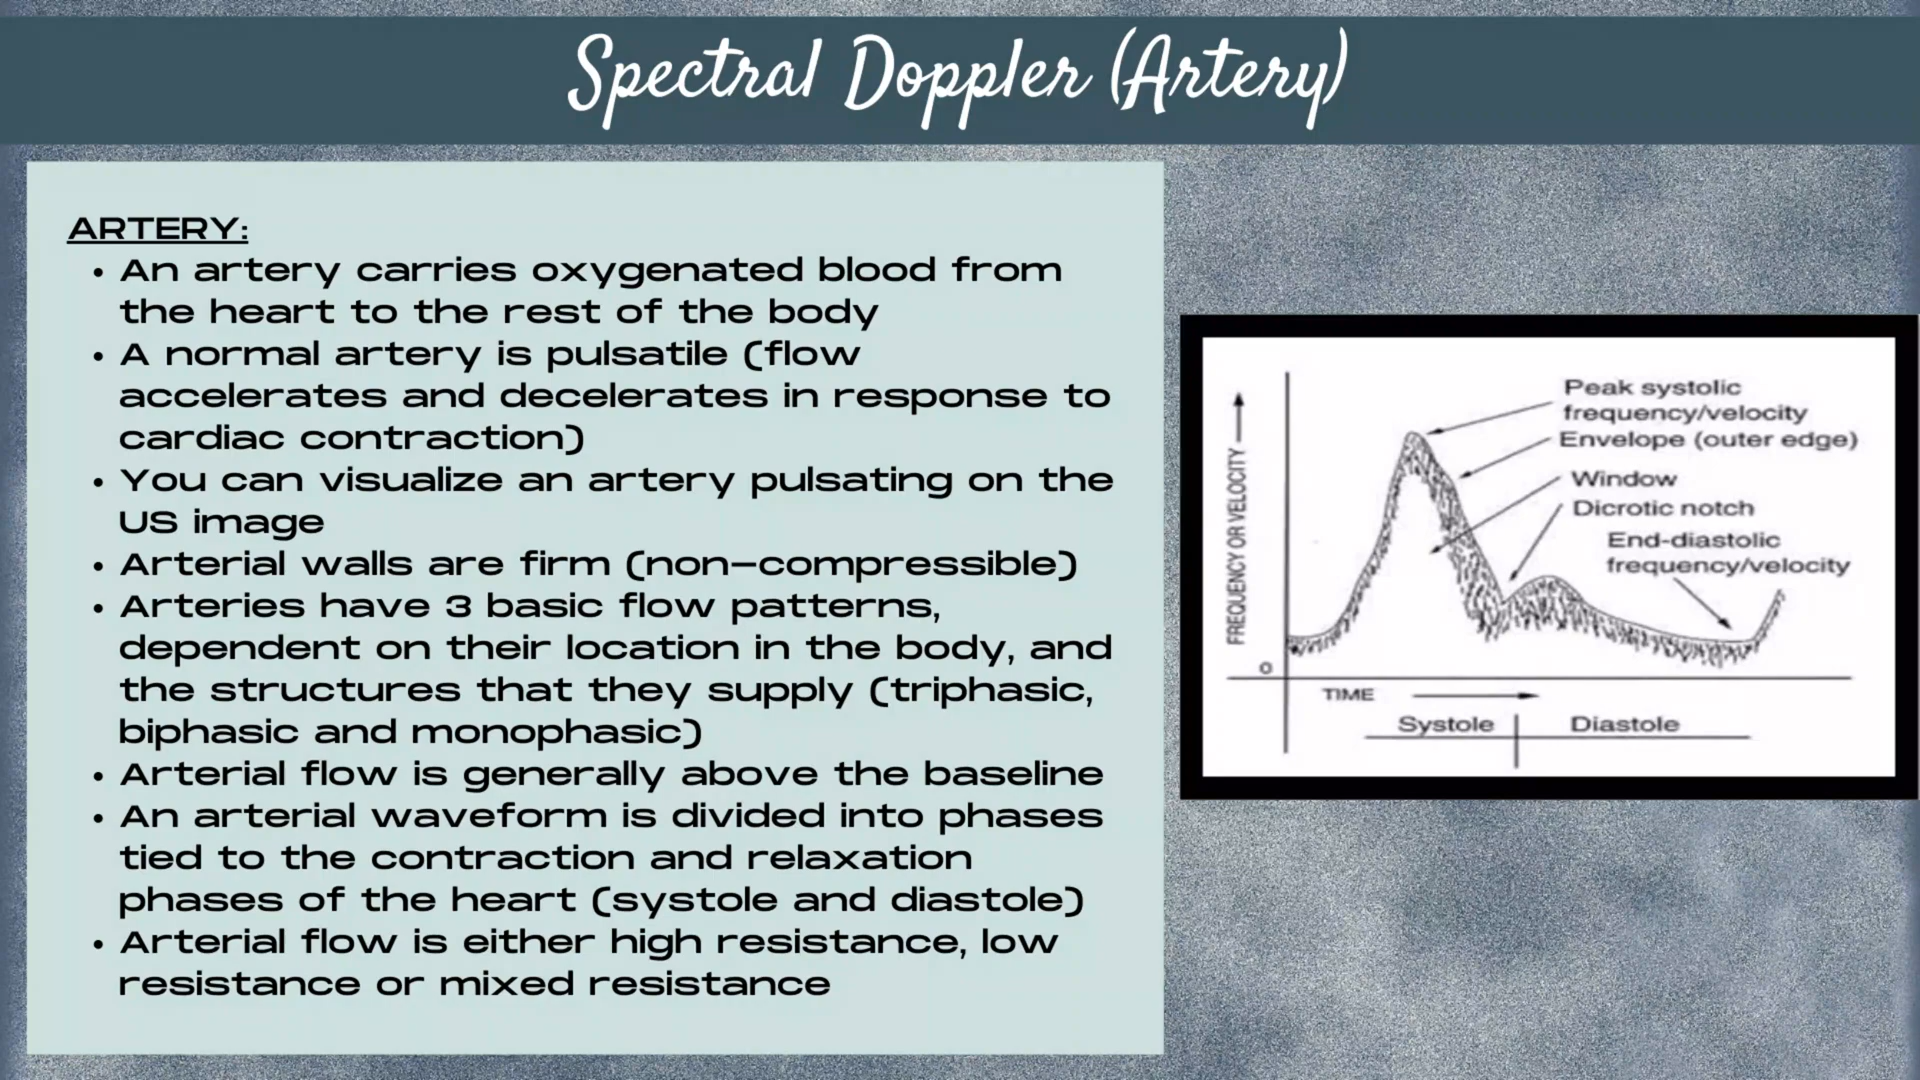 Spectral Doppler (Artery)
ARTERY:
• An artery carries oxygenated blood from
the heart to the rest of the body
• A normal artery is pulsatile (flow
accelerates and decelerates in response to
cardiac contraction)
• You can visualize an artery pulsating on the
US image
• Arterial walls are firm (non-compressible)
• Arteries have 3 basic flow patterns,
dependent on their location in the body, and
the structures that they supply (triphasic,
biphasic and monophasic)
• Arterial flow is generally above the baseline
• An arterial waveform is divided into phases
tied to the contraction and relaxation
phases of the heart (systole and diastole)
• Arterial flow is either high resistance, low
resistance or mixed resistance
FREQUENCY OR VELOCITY
Peak systolic
frequency/velocity
Envelope (outer edge)
Window
Dicrotic notch
End-diastolic
frequency/velocity
0
TIME
Systole
Diastole